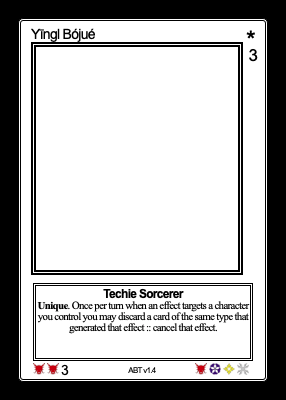 Yīngl Bójué *
3
Techie Sorcerer
Unique. Once per turn when an effect targets a character
you control you may discard a card of the same type that
generated that effect :: cancel that effect.
3 ABT v1.4